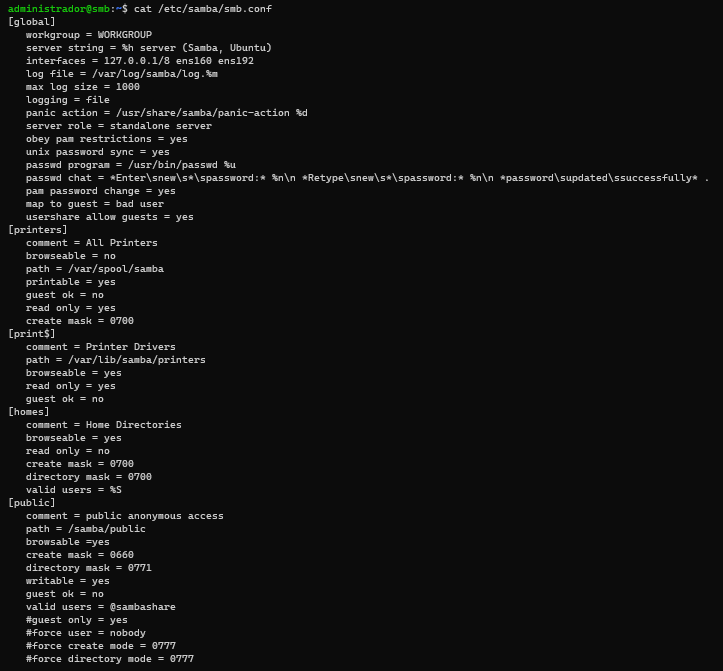 administrador@smb:~$ cat /etc/samba/smb.conf
[global]
   workgroup = WORKGROUP
   server string = %h server (Samba, Ubuntu)
   interfaces = 127.0.0.1/8 ens160 ens192
   log file = /var/log/samba/log.%m
   max log size = 1000
   logging = file
   panic action = /usr/share/samba/panic-action %d
   server role = standalone server
   obey pam restrictions = yes
   unix password sync = yes
   passwd program = /usr/bin/passwd %u
   passwd chat = *Enter\snew\s*\spassword:* %n\n *Retype\snew\s*\spassword:* %n\n *password\supdated\ssuccessfully* .
   pam password change = yes
   map to guest = bad user
   usershare allow guests = yes
[printers]
   comment = All Printers
   browseable = no
   path = /var/spool/samba
   printable = yes
   guest ok = no
   read only = yes
   create mask = 0700
[print$]
   comment = Printer Drivers
   path = /var/lib/samba/printers
   browseable = yes
   read only = yes
   guest ok = no
[homes]
   comment = Home Directories
   browseable = yes
   read only = no
   create mask = 0700
   directory mask = 0700
   valid users = %S
[public]
   comment = public anonymous access
   path = /samba/public
   browsable =yes
   create mask = 0660
   directory mask = 0771
   writable = yes
   guest ok = no
   valid users = @sambashare
   #guest only = yes
   #force user = nobody
   #force create mode = 0777
   #force directory mode = 0777